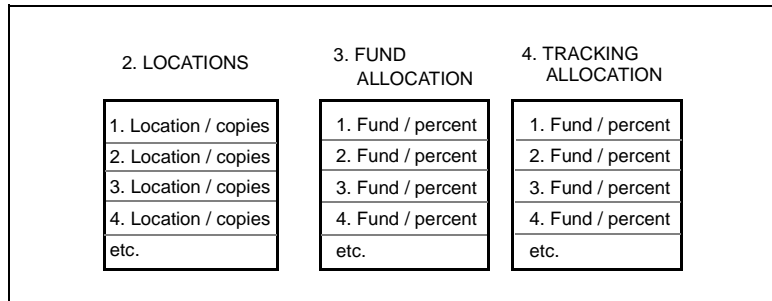 2. LOCATIONS
1. Location / copies
2. Location / copies
3. Location / copies
4. Location / copies
etc.
3. FUND
ALLOCATION
1. Fund / percent
2. Fund / percent
3. Fund / percent
4. Fund / percent
etc.
4. TRACKING
ALLOCATION
1. Fund / percent
2. Fund / percent
3. Fund / percent
4. Fund / percent
etc.